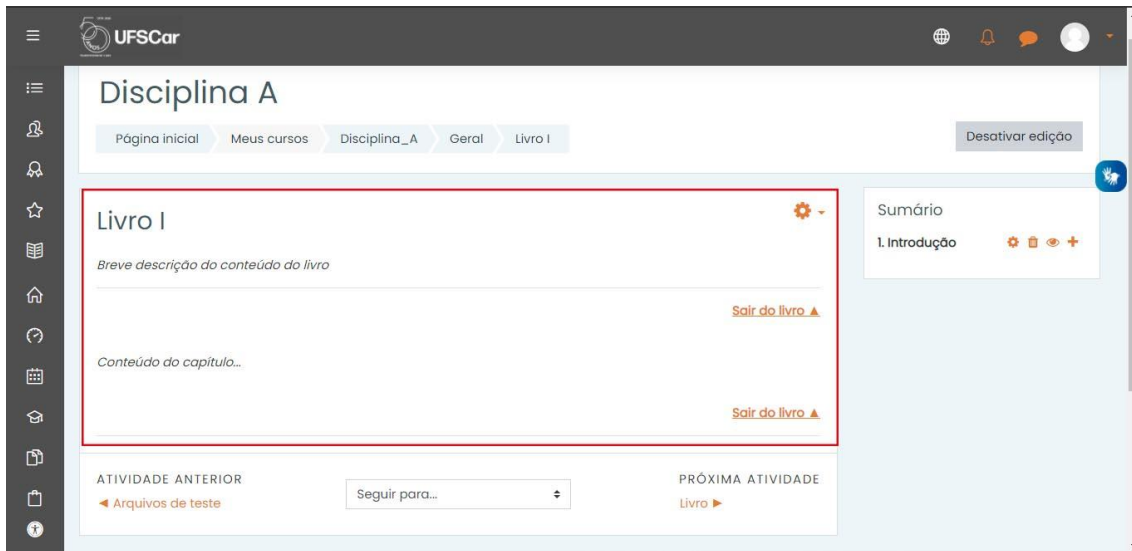 UFSCar
Disciplina A
Página inicial Meus cursos Disciplina_A Geral Livro I
Desativar edição
Livro I
Breve descrição do conteúdo do livro
Sair do livro ▲
Conteúdo do capítulo...
Sair do livro ▲
Sumário
1. Introdução
ATIVIDADE ANTERIOR
◄ Arquivos de teste
Seguir para...
PRÓXIMA ATIVIDADE
Livro ►